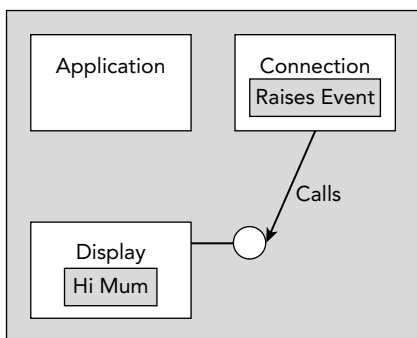 Application
Connection
Raises Event
Calls
Display
Hi Mum